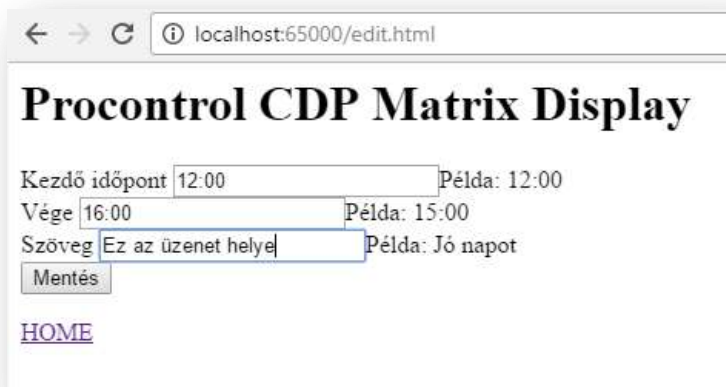 localhost:65000/edit.html
Procontrol CDP Matrix Display
Kezdő időpont 12:00 Példa: 12:00
Vége 16:00 Példa: 15:00
Szöveg Ez az üzenet helye Példa: Jó napot
Mentés
HOME